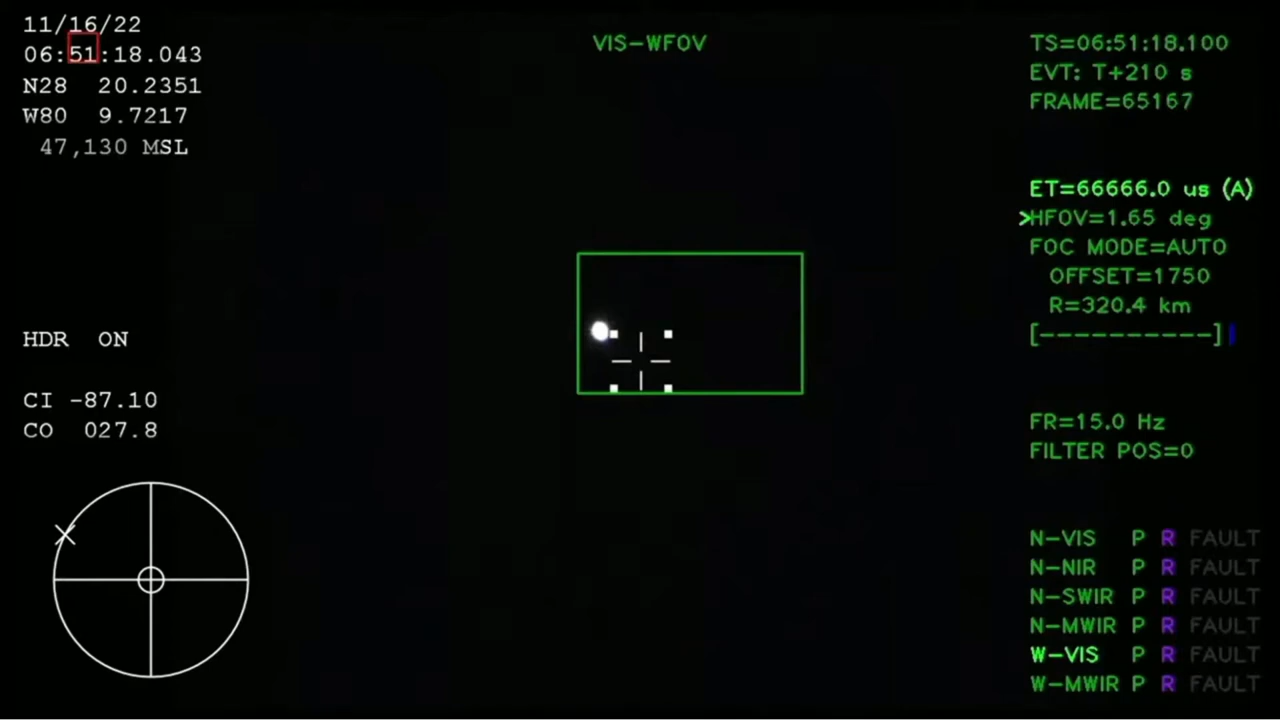 11/16/22
06:51:18.043
N28 20.2351
W80 9.7217
47,130 MSL
HDR ON
CI -87.10
CO 027.8
VIS-WFOV
TS=06:51:18.100
EVT: T+210 s
FRAME=65167
ET=66666.0 us (A)
>HFOV=1.65 deg
FOC MODE=AUTO
OFFSET=1750
R=320.4 km
[----------]
FR=15.0 Hz
FILTER POS=0
N-VIS P R FAULT
N-NIR P R FAULT
N-SWIR P R FAULT
N-MWIR P R FAULT
W-VIS P R FAULT
W-MWIR P R FAULT